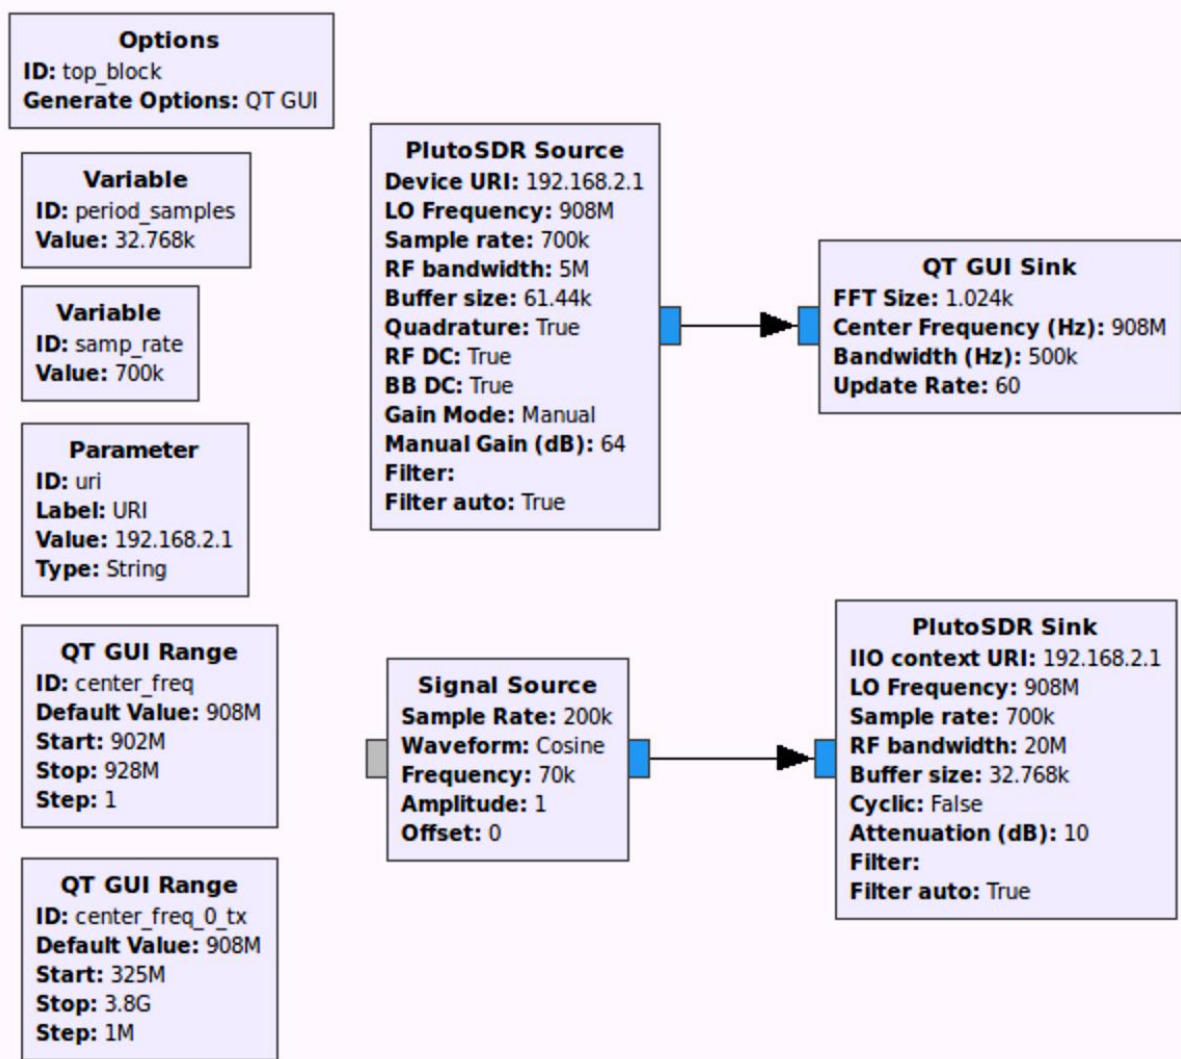 Options
ID: top_block
Generate Options: QT GUI
Variable
ID: period_samples
Value: 32.768k
Variable
ID: samp_rate
Value: 700k
Parameter
ID: uri
Label: URI
Value: 192.168.2.1
Type: String
QT GUI Range
ID: center_freq
Default Value: 908M
Start: 902M
Stop: 928M
Step: 1
QT GUI Range
ID: center_freq_0_tx
Default Value: 908M
Start: 325M
Stop: 3.8G
Step: 1M
PlutoSDR Source
Device URI: 192.168.2.1
LO Frequency: 908M
Sample rate: 700k
RF bandwidth: 5M
Buffer size: 61.44k
Quadrature: True
RF DC: True
BB DC: True
Gain Mode: Manual
Manual Gain (dB): 64
Filter:
Filter auto: True
QT GUI Sink
FFT Size: 1.024k
Center Frequency (Hz): 908M
Bandwidth (Hz): 500k
Update Rate: 60
Signal Source
Sample Rate: 200k
Waveform: Cosine
Frequency: 70k
Amplitude: 1
Offset: 0
PlutoSDR Sink
IIO context URI: 192.168.2.1
LO Frequency: 908M
Sample rate: 700k
RF bandwidth: 20M
Buffer size: 32.768k
Cyclic: False
Attenuation (dB): 10
Filter:
Filter auto: True